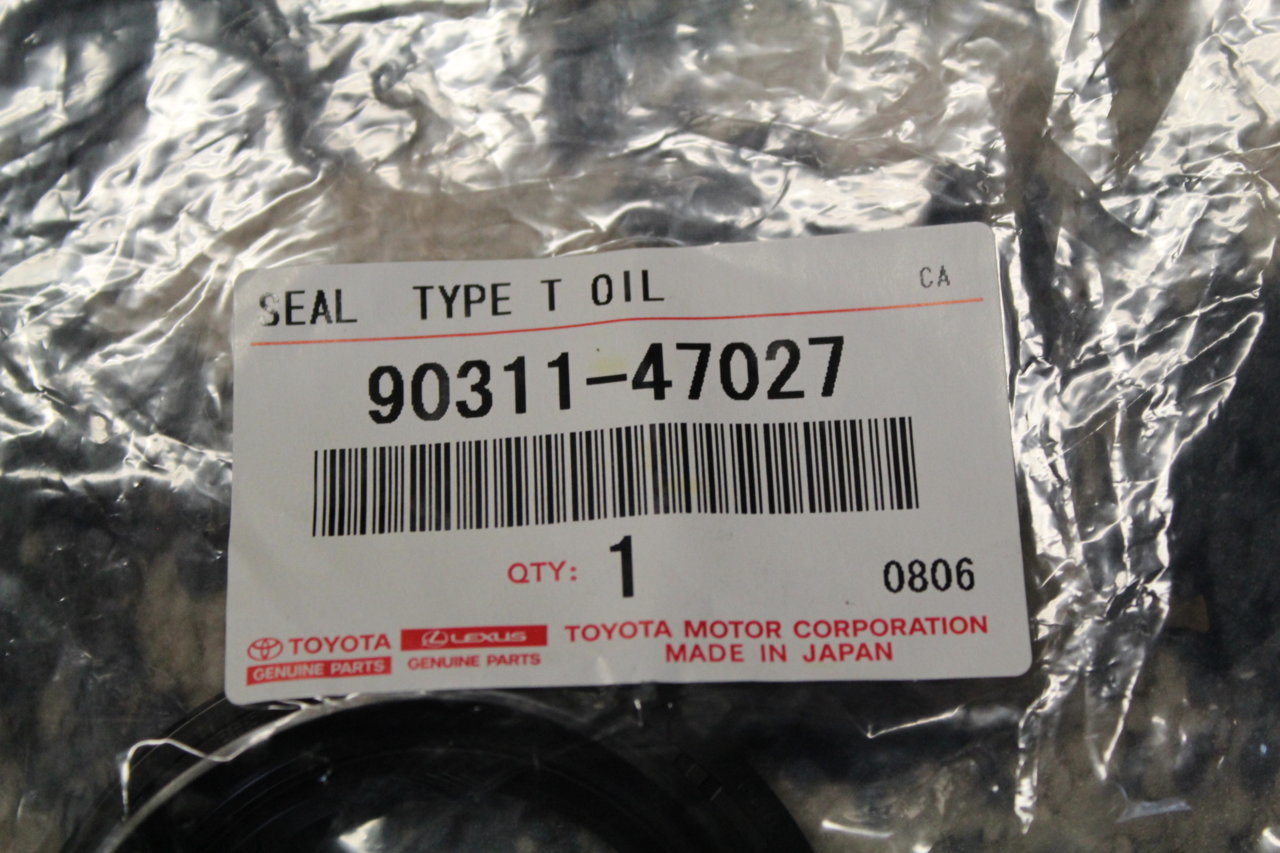 SEAL TYPE T OIL CA
90311-47027
QTY: 1
0806
TOYOTA
GENUINE PARTS
LEXUS
GENUINE PARTS
TOYOTA MOTOR CORPORATION
MADE IN JAPAN